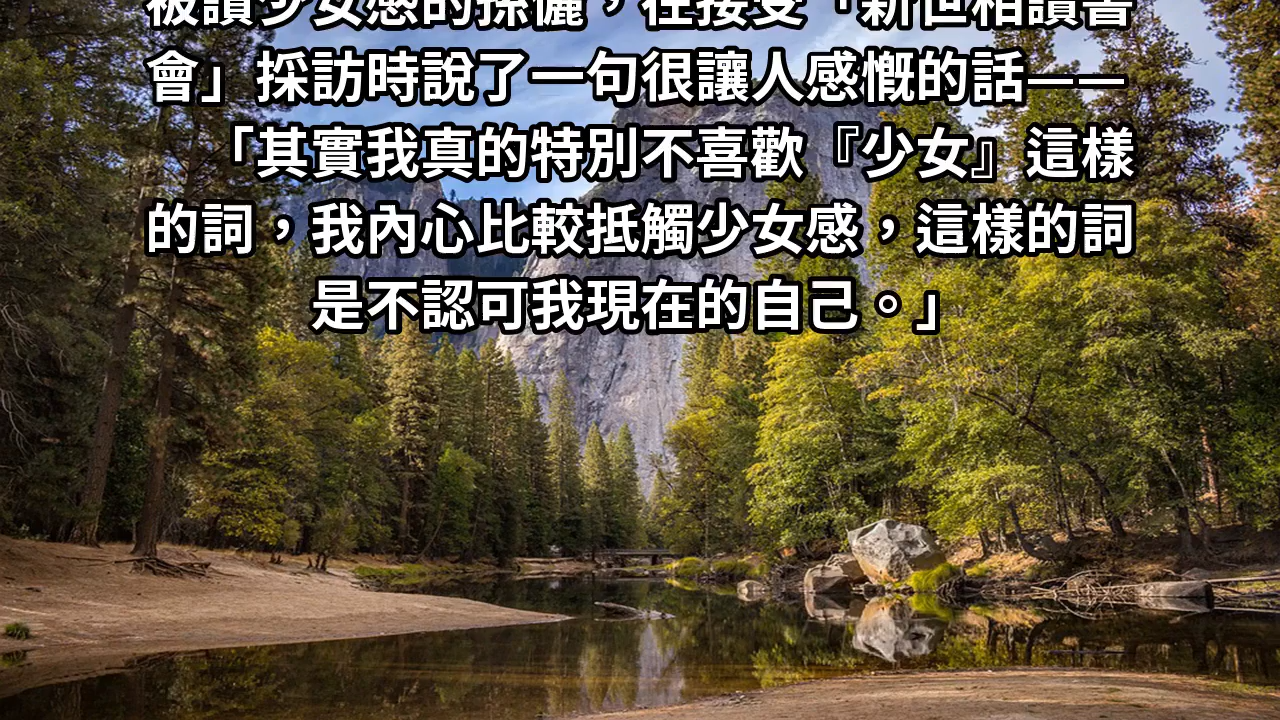 被讚少女感的孫儷，在接受「新世相讀書
會」採訪時說了一句很讓人感慨的話——
「其實我真的特別不喜歡『少女』這樣
的詞，我內心比較抵觸少女感，這樣的詞
是不認可我現在的自己。」